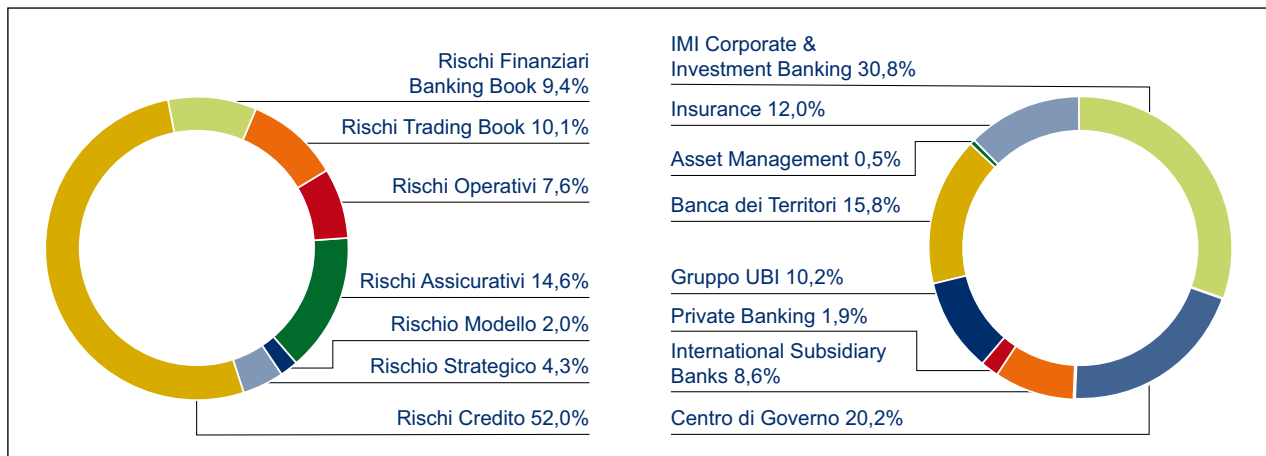 Rischi Finanziari
Banking Book 9,4%
Rischi Trading Book 10,1%
Rischi Operativi 7,6%
Rischi Assicurativi 14,6%
Rischio Modello 2,0%
Rischio Strategico 4,3%
Rischi Credito 52,0%
IMI Corporate &
Investment Banking 30,8%
Insurance 12,0%
Asset Management 0,5%
Banca dei Territori 15,8%
Gruppo UBI 10,2%
Private Banking 1,9%
International Subsidiary
Banks 8,6%
Centro di Governo 20,2%